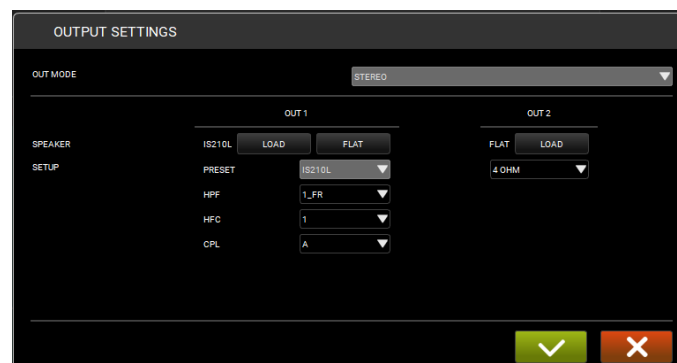 OUTPUT SETTINGS
OUT MODE STEREO
OUT 1 OUT 2
SPEAKER IS210L LOAD FLAT FLAT LOAD
SETUP PRESET IS210L 4 OHM
HPF 1_FR
HFC 1
CPL A